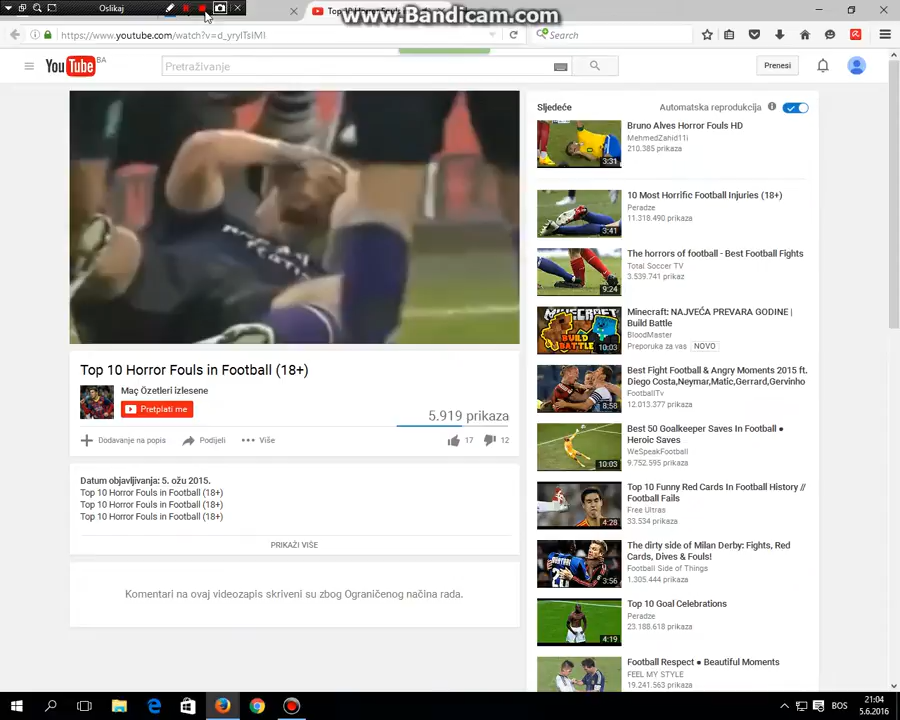 Oslikaj
www.Bandicam.com
https://www.youtube.com/watch?v=d_yryITsIMI
Search
YouTube BA
Pretraživanje
Prenesi
Top 10 Horror Fouls in Football (18+)
Maç Özetleri izlesene
Pretplati me
5.919 prikaza
Dodavanje na popis
Podijeli
Više
17
12
Datum objavljivanja: 5. ožu 2015.
Top 10 Horror Fouls in Football (18+)
Top 10 Horror Fouls in Football (18+)
Top 10 Horror Fouls in Football (18+)
PRIKAŽI VIŠE
Komentari na ovaj videozapis skriveni su zbog Ograničenog načina rada.
Sljedeće
Automatska reprodukcija
Bruno Alves Horror Fouls HD
MehmedZahid11i
210.385 prikaza
3:31
10 Most Horrific Football Injuries (18+)
Peradze
11.318.490 prikaza
3:41
The horrors of football - Best Football Fights
Total Soccer TV
3.539.741 prikaz
9:24
Minecraft: NAJVEĆA PREVARA GODINE |
Build Battle
BloodMaster
Preporuka za vas NOVO
MINECRAFT
BUILD
BATTLE
10:03
Best Fight Football & Angry Moments 2015 ft.
Diego Costa,Neymar,Matic,Gerrard,Gervinho
FootballTv
12.013.377 prikaza
8:58
Best 50 Goalkeeper Saves In Football ●
Heroic Saves
WeSpeakFootball
9.752.595 prikaza
10:03
Top 10 Funny Red Cards In Football History //
Football Fails
Free Ultras
33.534 prikaza
4:28
The dirty side of Milan Derby: Fights, Red
Cards, Dives & Fouls!
Football Side of Things
1.305.444 prikaza
3:56
Top 10 Goal Celebrations
Peradze
23.188.618 prikaza
4:19
Football Respect ● Beautiful Moments
FEEL MY STYLE
19.241.563 prikaza
BOS
21:04
5.6.2016